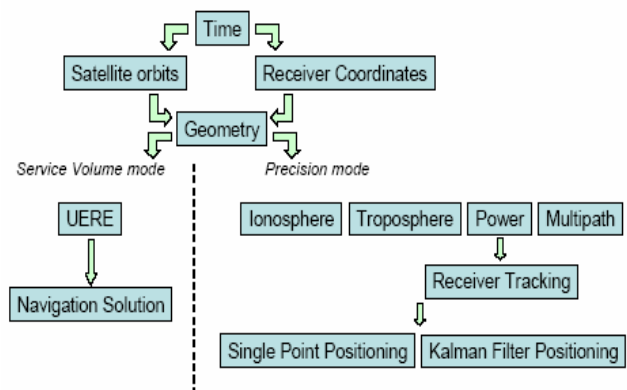 Time
Satellite orbits
Receiver Coordinates
Geometry
Service Volume mode
Precision mode
UERE
Ionosphere
Troposphere
Power
Multipath
Receiver Tracking
Navigation Solution
Single Point Positioning
Kalman Filter Positioning